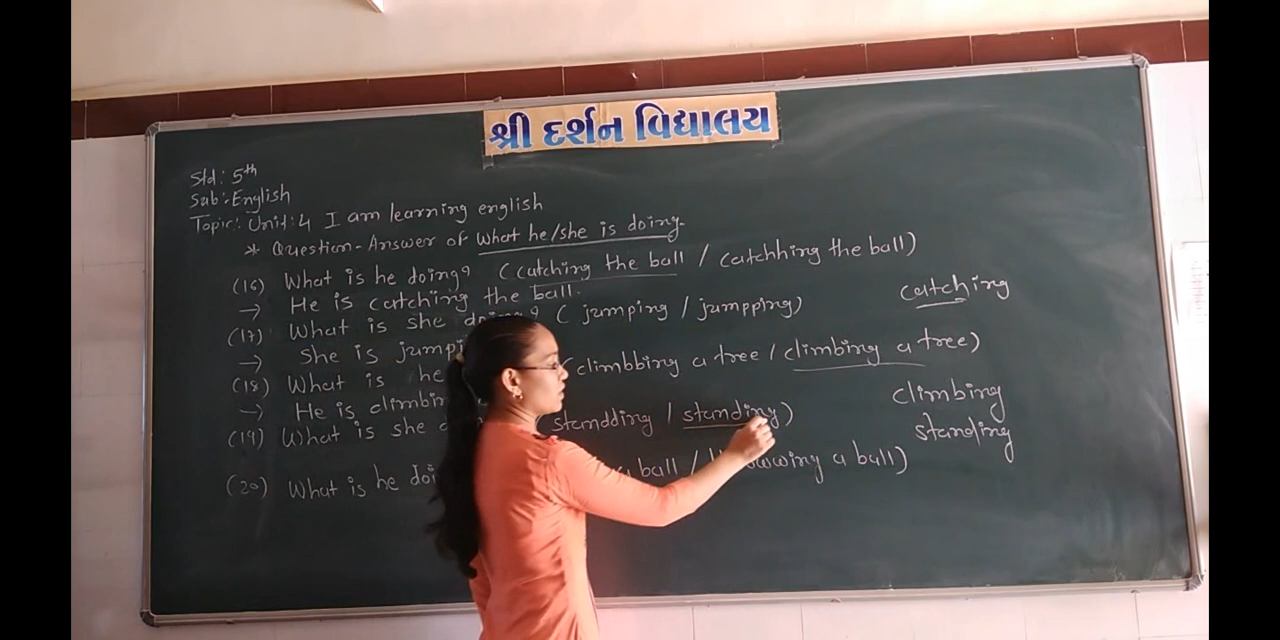 શ્રી દર્શન વિદ્યાલય
Std: 5th
Sub:-English
Topic: Unit:4 I am learning english
* Question-Answer of what he/she is doing.
(16) What is he doing? (catching the ball / catchhing the ball)
→ He is catching the ball.
catching
(17) What is she doing? (jumping / jumpping)
→ She is
(18) What is he (climbbing a tree / climbing a tree)
→ He is
climbing
(19) What is she standding / standing)
standing
(20) What is he a ball / a ball)